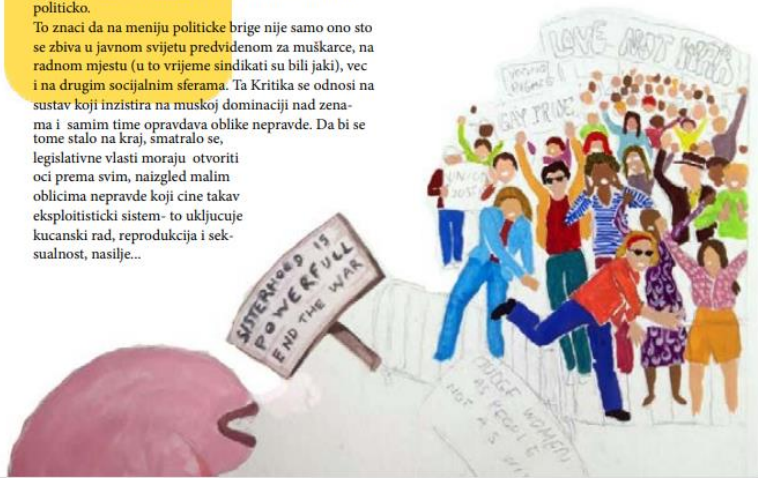 politicko.
To znaci da na meniju politicke brige nije samo ono sto
se zbiva u javnom svijetu predvidenom za muškarce, na
radnom mjestu (u to vrijeme sindikati su bili jaki), vec
i na drugim socijalnim sferama. Ta Kritika se odnosi na
sustav koji inzistira na muskoj dominaciji nad zena-
ma i samim time opravdava oblike nepravde. Da bi se
tome stalo na kraj, smatralo se,
legislativne vlasti moraju otvoriti
oci prema svim, naizgled malim
oblicima nepravde koji cine takav
eksploitisticki sistem- to ukljucuje
kucanski rad, reprodukcija i sek-
sualnost, nasilje...
LOVE NOT WAR
GAY PRIDE
UNION
SISTERHOOD IS
POWERFULL
END THE WAR
JUDGE WOMEN
AS PEOPLE
NOT AS